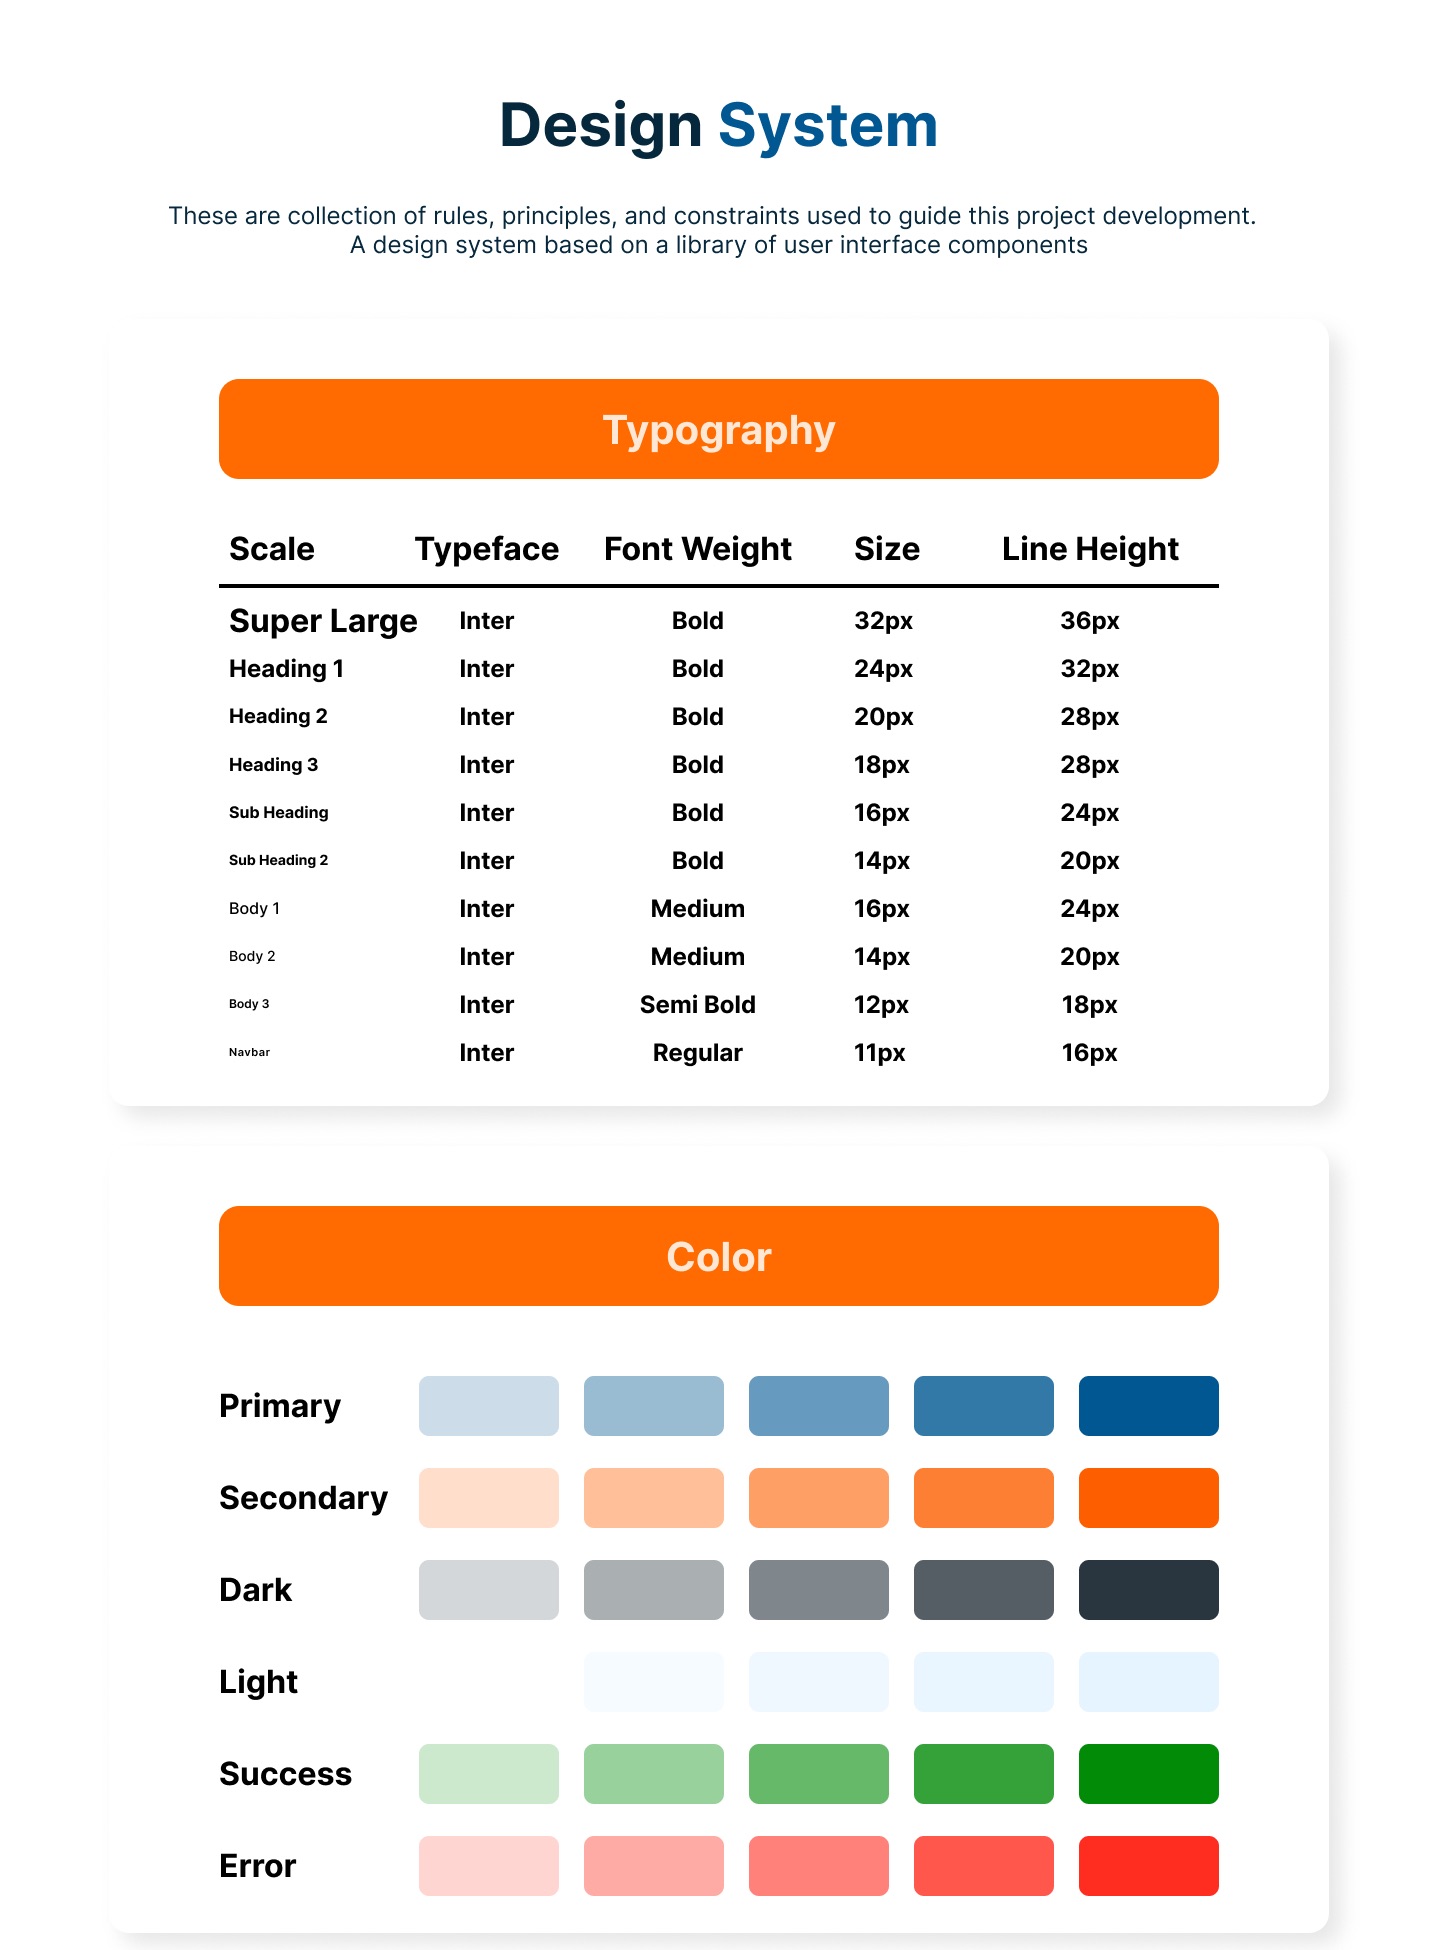 Design System
These are collection of rules, principles, and constraints used to guide this project development.
A design system based on a library of user interface components
Typography
Scale Typeface Font Weight Size Line Height
Super Large Inter Bold 32px 36px
Heading 1 Inter Bold 24px 32px
Heading 2 Inter Bold 20px 28px
Heading 3 Inter Bold 18px 28px
Sub Heading Inter Bold 16px 24px
Sub Heading 2 Inter Bold 14px 20px
Body 1 Inter Medium 16px 24px
Body 2 Inter Medium 14px 20px
Body 3 Inter Semi Bold 12px 18px
Navbar Inter Regular 11px 16px
Color
Primary
Secondary
Dark
Light
Success
Error